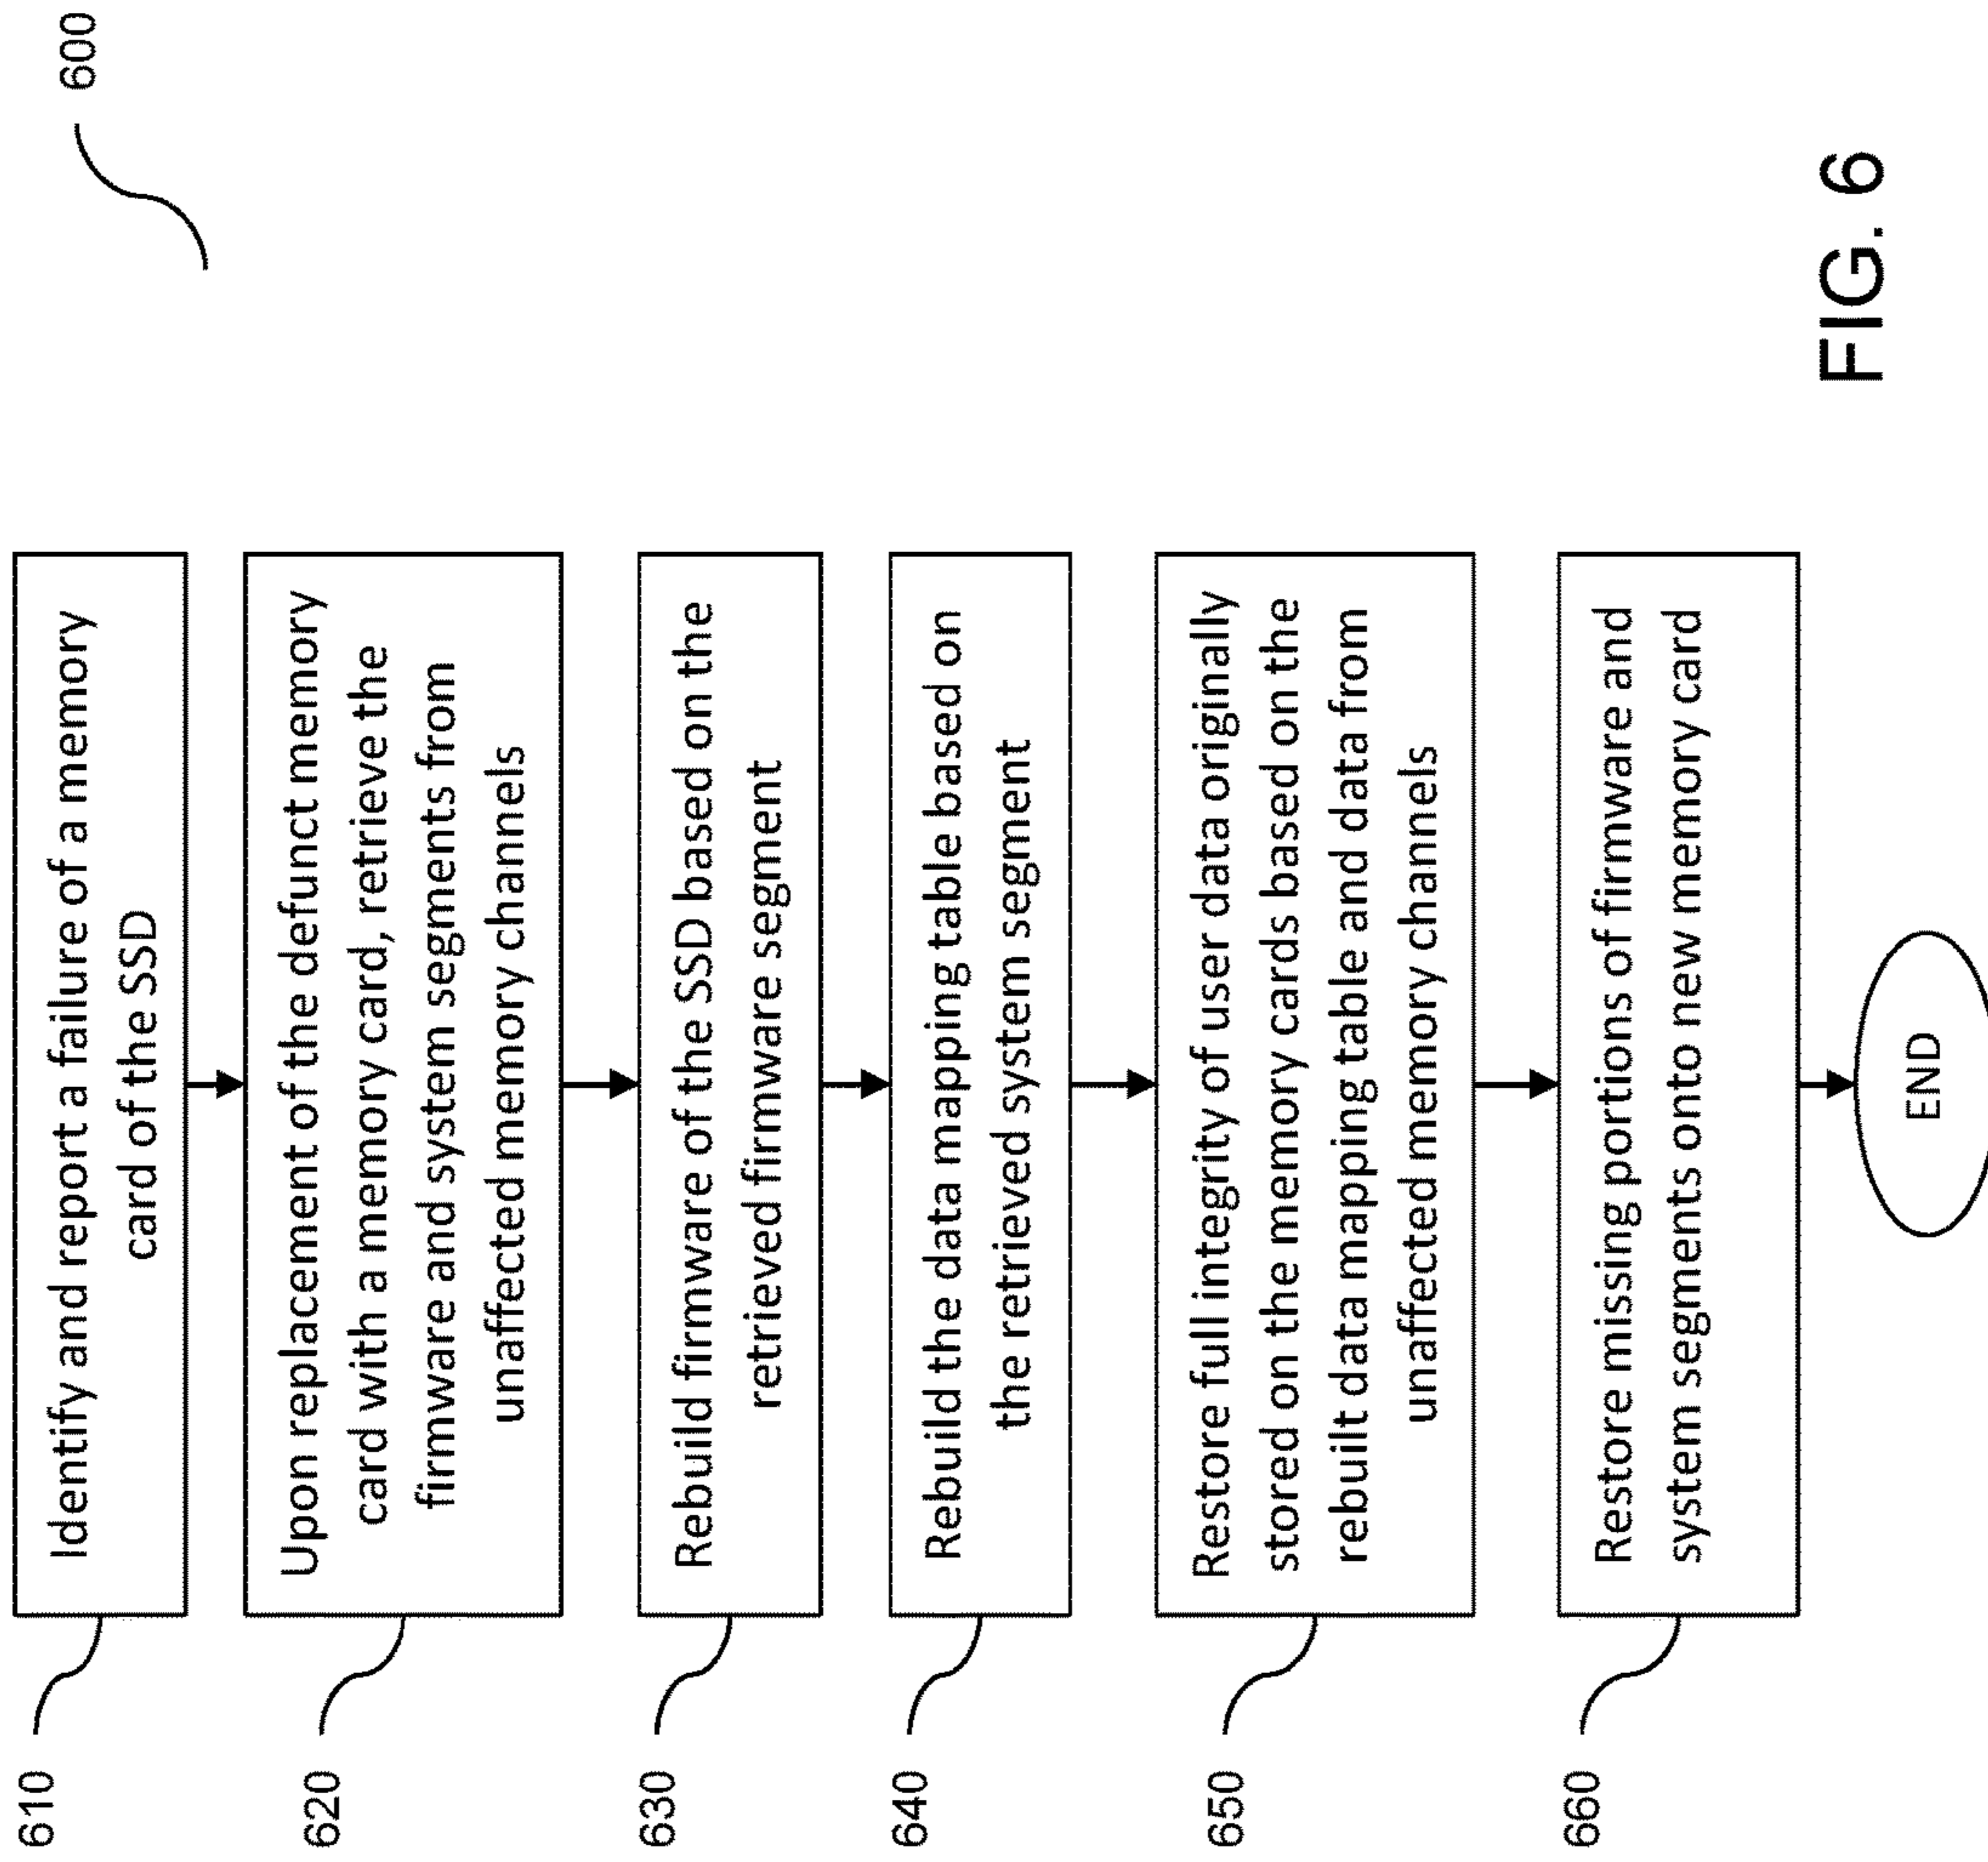 600
610
Identify and report a failure of a memory
card of the SSD
620
Upon replacement of the defunct memory
card with a memory card, retrieve the
firmware and system segments from
unaffected memory channels
630
Rebuild firmware of the SSD based on the
retrieved firmware segment
640
Rebuild the data mapping table based on
the retrieved system segment
650
Restore full integrity of user data originally
stored on the memory cards based on the
rebuilt data mapping table and data from
unaffected memory channels
660
Restore missing portions of firmware and
system segments onto new memory card
END
FIG. 6